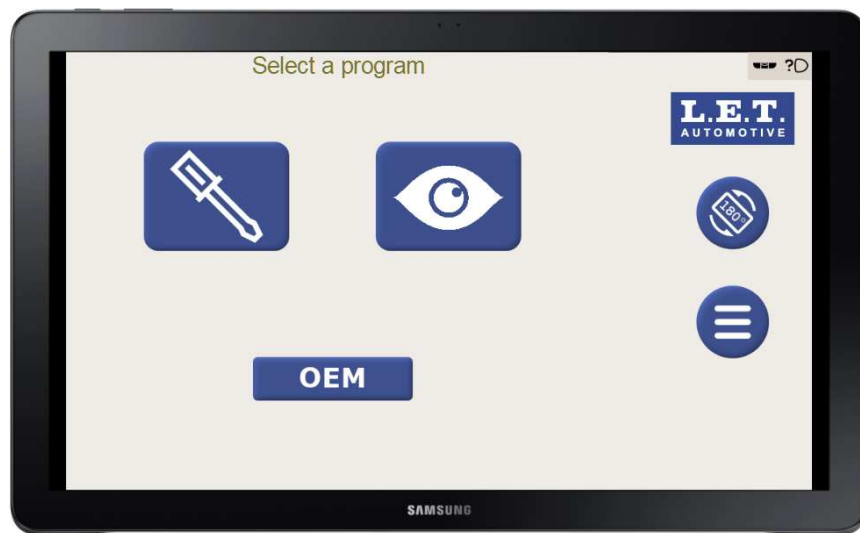 Select a program
?
L.E.T.
AUTOMOTIVE
180°
OEM
SAMSUNG